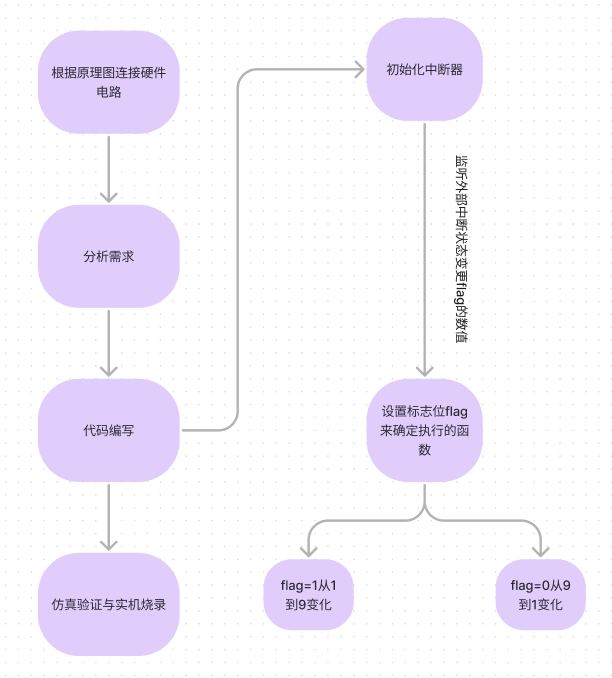 根据原理图连接硬件
电路
分析需求
代码编写
仿真验证与实机烧录
初始化中断器
监听外部中断状态变更flag的数值
设置标志位flag
来确定执行的函
数
flag=1从1
到9变化
flag=0从9
到1变化